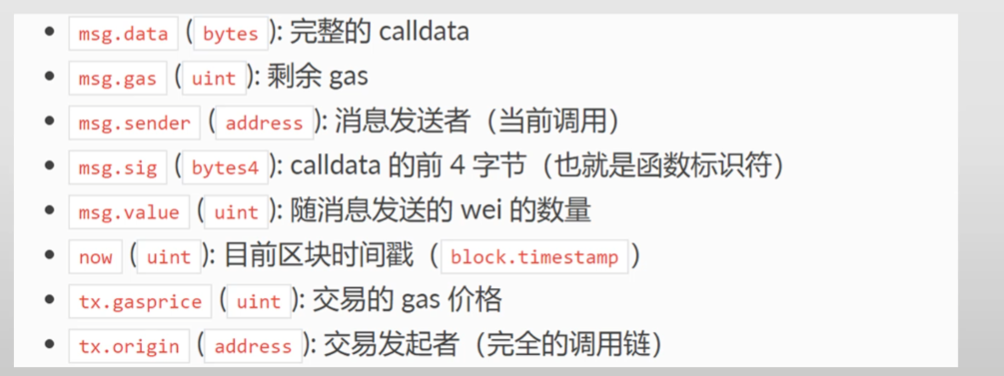 • msg.data (bytes): 完整的 calldata
• msg.gas (uint): 剩余 gas
• msg.sender (address): 消息发送者（当前调用）
• msg.sig (bytes4): calldata 的前 4 字节（也就是函数标识符）
• msg.value (uint): 随消息发送的 wei 的数量
• now (uint): 目前区块时间戳（block.timestamp）
• tx.gasprice (uint): 交易的 gas 价格
• tx.origin (address): 交易发起者（完全的调用链）